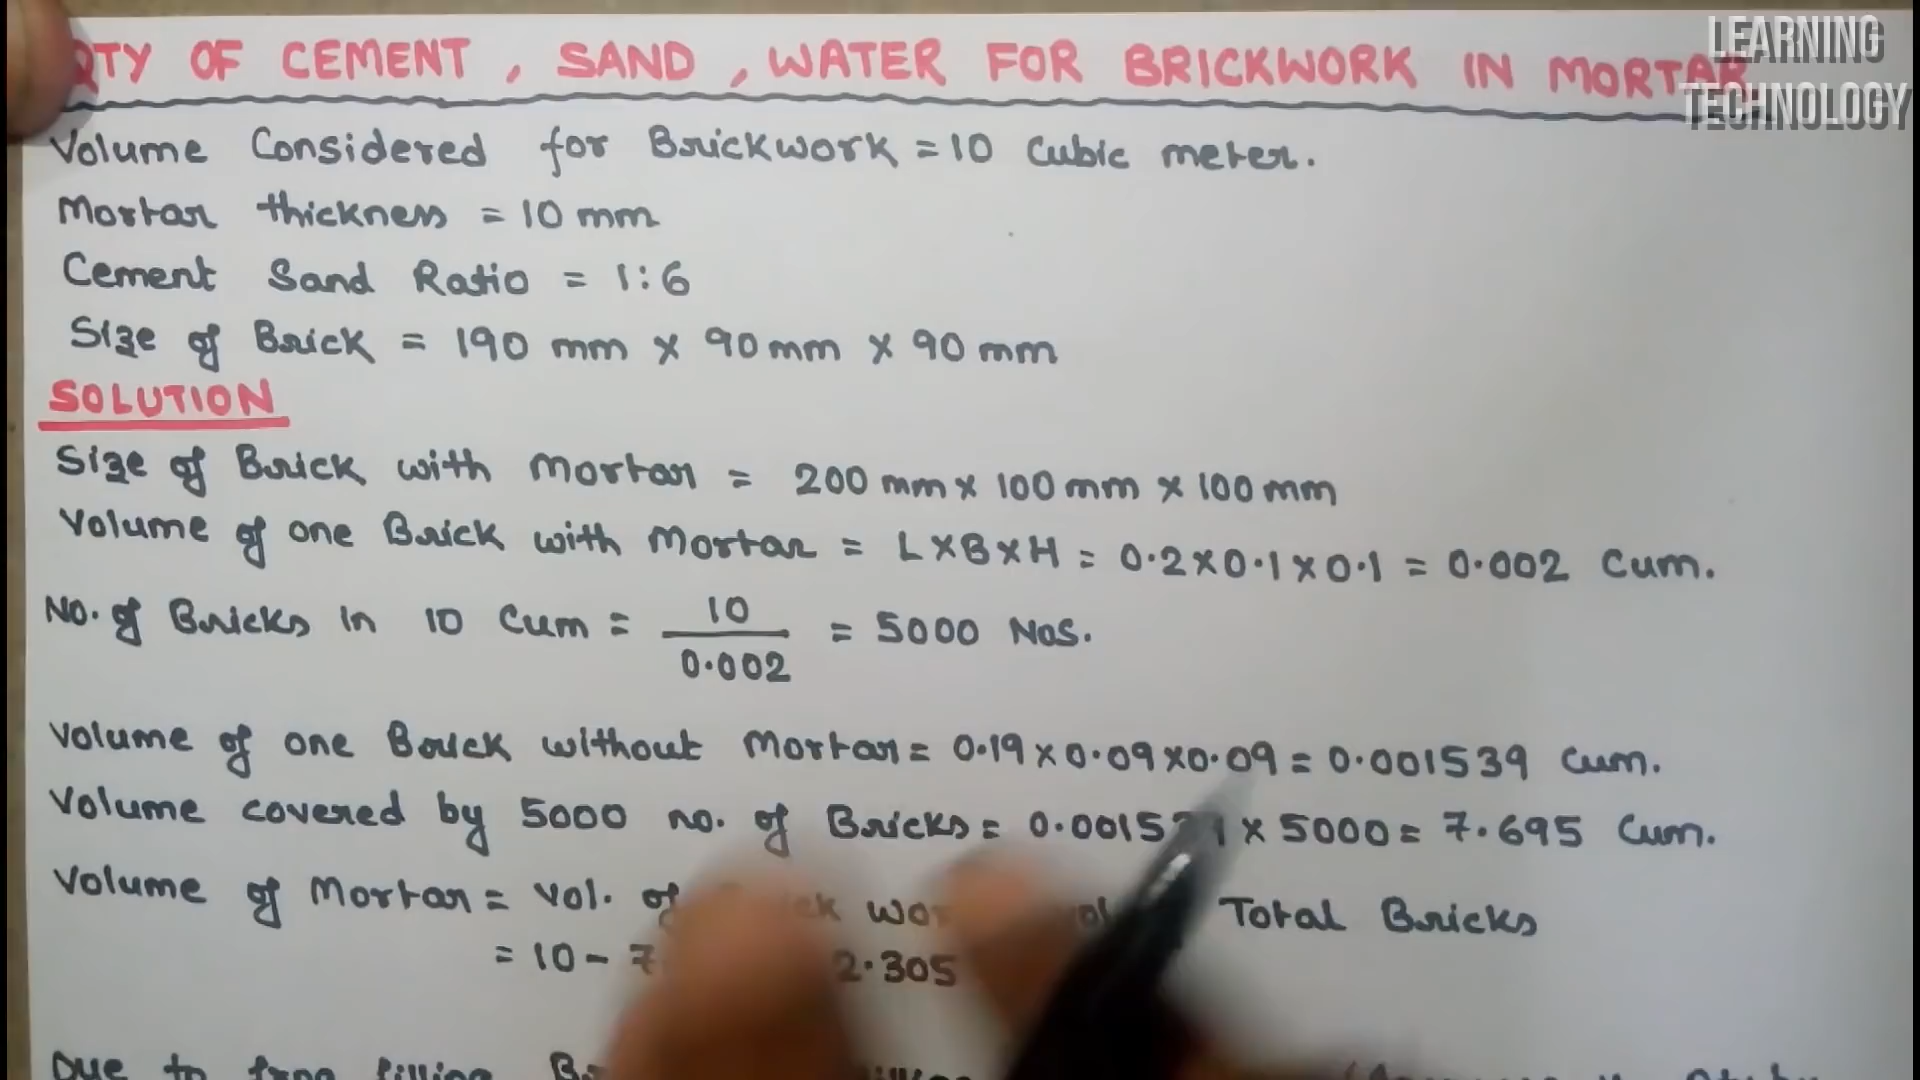 QTY OF CEMENT, SAND, WATER FOR BRICKWORK IN MORTAR
LEARNING
TECHNOLOGY
Volume Considered for Brickwork = 10 Cubic meter.
Mortar thickness = 10 mm
Cement Sand Ratio = 1:6
Size of Brick = 190 mm x 90 mm x 90 mm
SOLUTION
Size of Brick with mortar = 200 mm x 100 mm x 100 mm
Volume of one Brick with Mortar = L X B X H = 0.2 X 0.1 X 0.1 = 0.002 Cum.
No. of Bricks in 10 Cum = 10 / 0.002 = 5000 Nos.
Volume of one Brick without Mortar = 0.19 x 0.09 x 0.09 = 0.001539 Cum.
Volume covered by 5000 no. of Bricks = 0.00153 x 5000 = 7.695 Cum.
Volume of Mortar = Vol. of Total Bricks
= 10 - 7 2.305
Due to